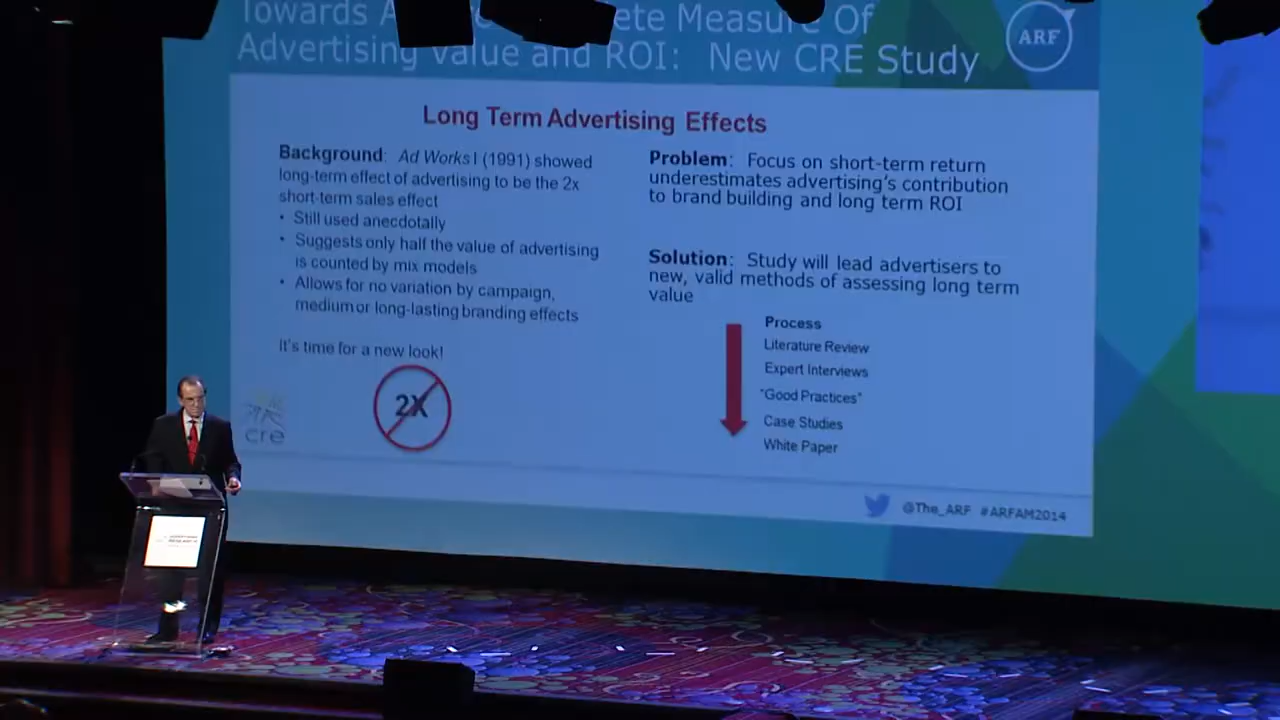 Towards A
ete Measure Of
Advertising Value and ROI: New CRE Study
ARF
Long Term Advertising Effects
Background: Ad Works I (1991) showed
long-term effect of advertising to be the 2x
short-term sales effect
• Still used anecdotally
• Suggests only half the value of advertising
is counted by mix models
• Allows for no variation by campaign,
medium or long-lasting branding effects
It's time for a new look!
2X
cre
Problem: Focus on short-term return
underestimates advertising's contribution
to brand building and long term ROI
Solution: Study will lead advertisers to
new, valid methods of assessing long term
value
Process
Literature Review
Expert Interviews
"Good Practices"
Case Studies
White Paper
@The_ARF #ARFAM2014